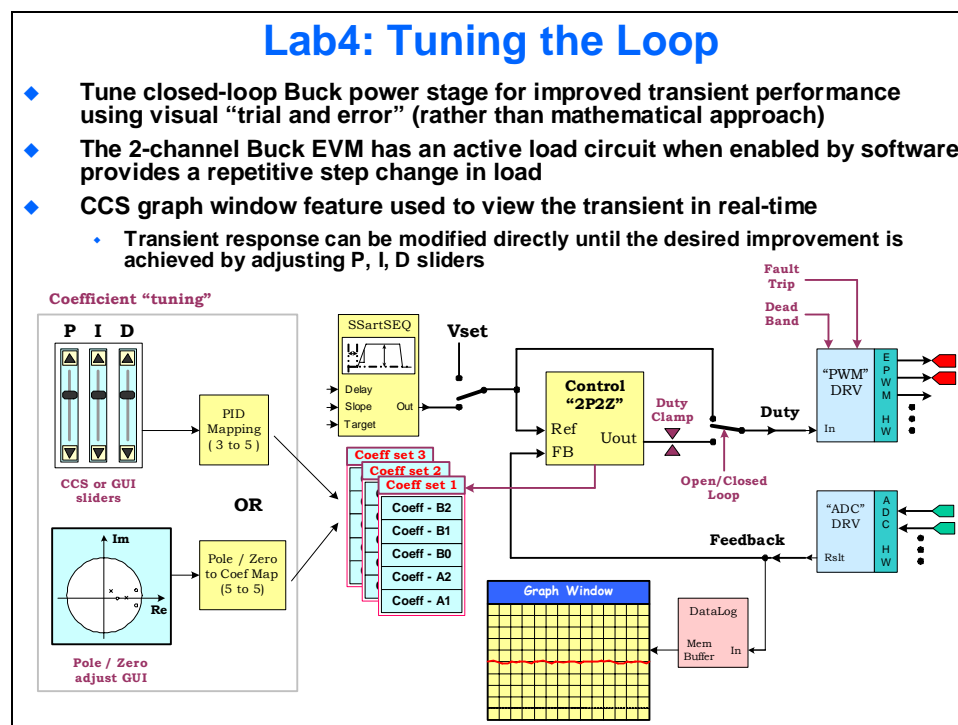 Lab4: Tuning the Loop
Tune closed-loop Buck power stage for improved transient performance
using visual “trial and error” (rather than mathematical approach)
The 2-channel Buck EVM has an active load circuit when enabled by software
provides a repetitive step change in load
CCS graph window feature used to view the transient in real-time
Transient response can be modified directly until the desired improvement is
achieved by adjusting P, I, D sliders
Coefficient “tuning”
P I D
CCS or GUI
sliders
PID
Mapping
( 3 to 5 )
OR
Im
Re
Pole / Zero
adjust GUI
Pole / Zero
to Coef Map
(5 to 5)
SSartSEQ
Delay
Slope
Target
Out
Vset
Coeff set 3
Coeff set 2
Coeff set 1
Coeff - B2
Coeff - B1
Coeff - B0
Coeff - A2
Coeff - A1
Control
“2P2Z”
Ref
FB
Uout
Duty
Clamp
Open/Closed
Loop
Duty
Fault
Trip
Dead
Band
“PWM”
DRV
In
EPWM HW
“ADC”
DRV
Rslt
ADC HW
Feedback
Graph Window
DataLog
Mem
Buffer
In